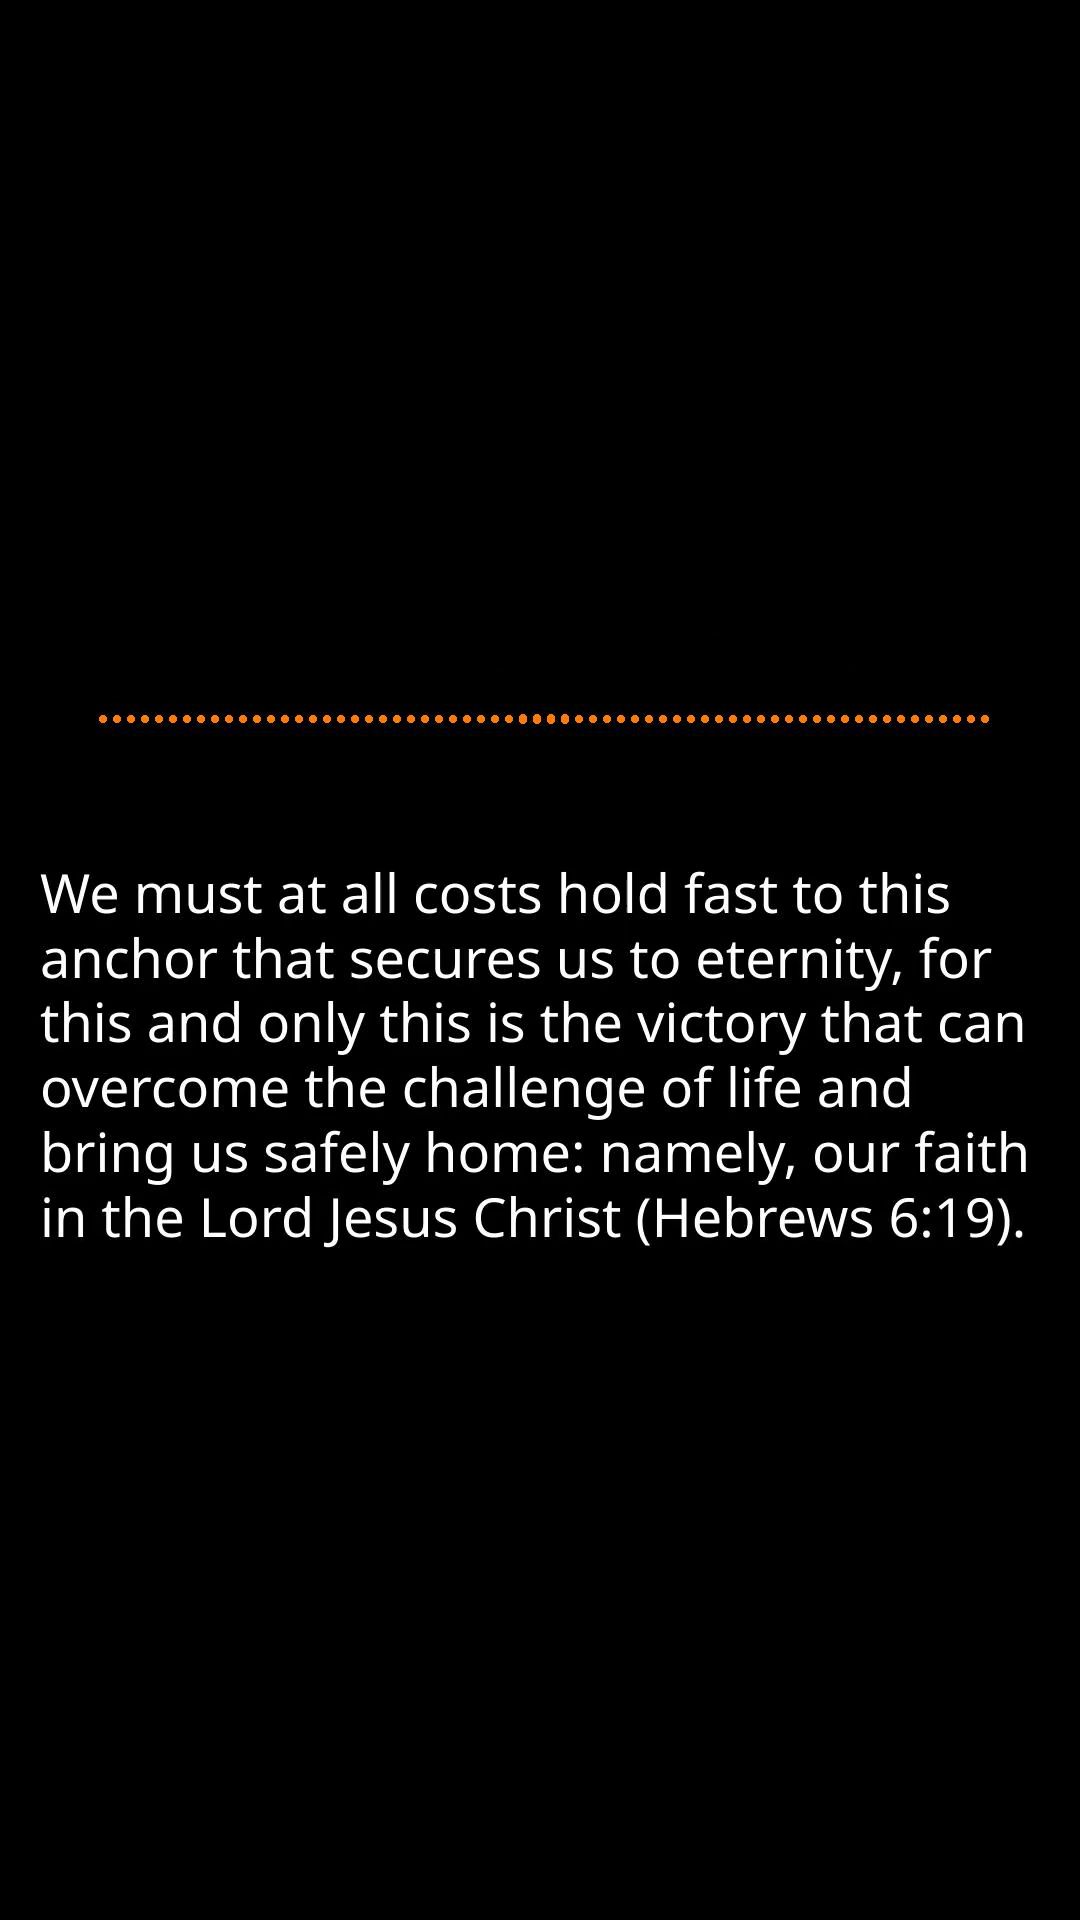 We must at all costs hold fast to this
anchor that secures us to eternity, for
this and only this is the victory that can
overcome the challenge of life and
bring us safely home: namely, our faith
in the Lord Jesus Christ (Hebrews 6:19).